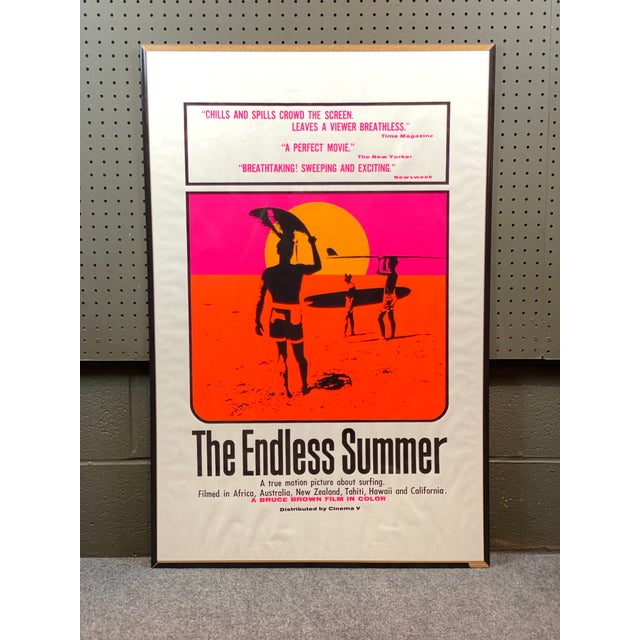 "CHILLS AND SPILLS CROWD THE SCREEN.
LEAVES A VIEWER BREATHLESS."
Time Magazine
"A PERFECT MOVIE."
The New Yorker
"BREATHTAKING! SWEEPING AND EXCITING."
Newsweek
The Endless Summer
A true motion picture about surfing.
Filmed in Africa, Australia, New Zealand, Tahiti, Hawaii and California.
A BRUCE BROWN FILM IN COLOR
Distributed by Cinema V